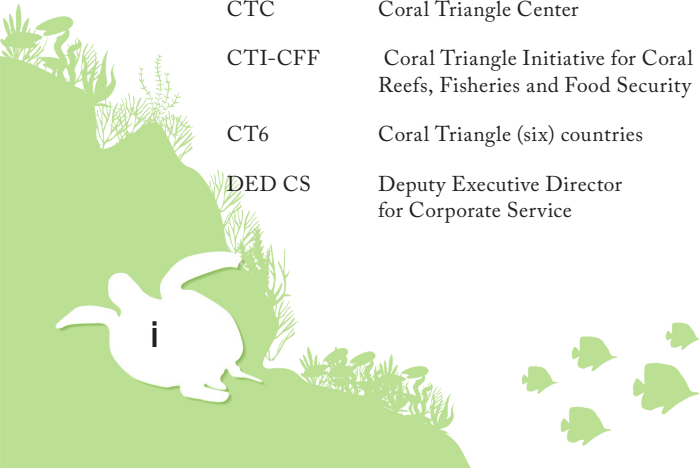 CTC Coral Triangle Center
CTI-CFF Coral Triangle Initiative for Coral
Reefs, Fisheries and Food Security
CT6 Coral Triangle (six) countries
DED CS Deputy Executive Director
for Corporate Service
i